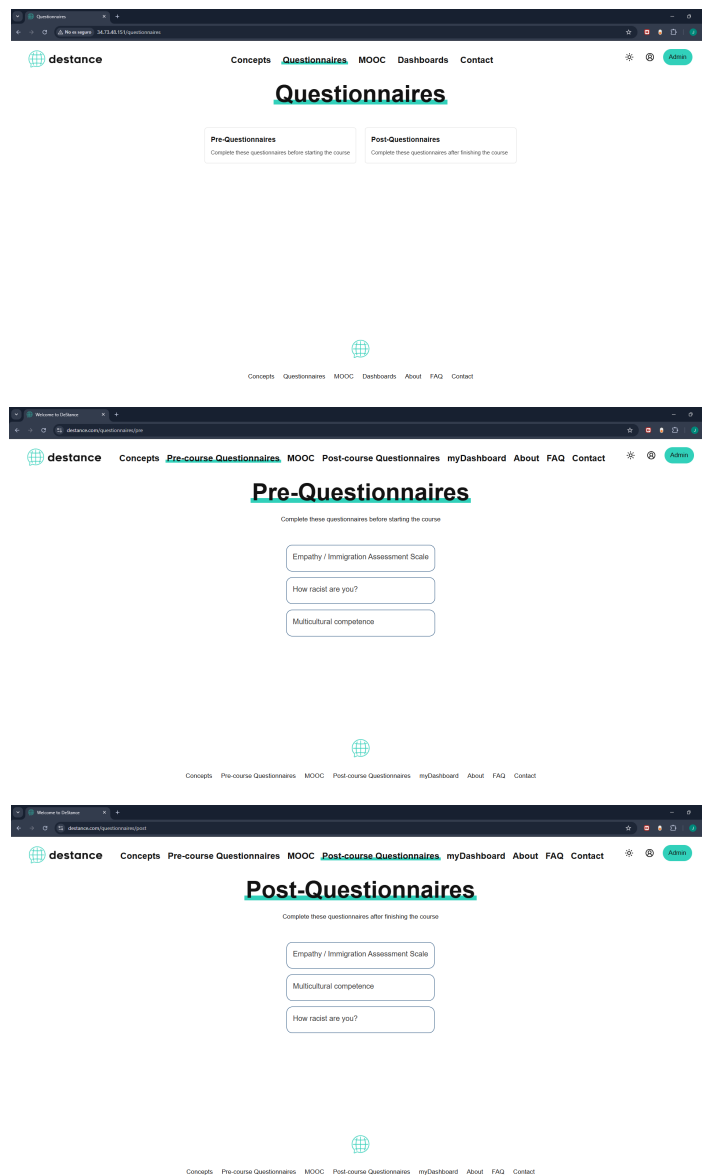 Questionnaires
No es seguro 34.73.48.151/questionnaires
destance Concepts Questionnaires MOOC Dashboards Contact Admin
Questionnaires
Pre-Questionnaires Post-Questionnaires
Complete these questionnaires before starting the course Complete these questionnaires after finishing the course
Concepts Questionnaires MOOC Dashboards About FAQ Contact
Welcome to DeStance
destance.com/questionnaires/pre
destance Concepts Pre-course Questionnaires MOOC Post-course Questionnaires myDashboard About FAQ Contact Admin
Pre-Questionnaires
Complete these questionnaires before starting the course
Empathy / Immigration Assessment Scale
How racist are you?
Multicultural competence
Concepts Pre-course Questionnaires MOOC Post-course Questionnaires myDashboard About FAQ Contact
Welcome to DeStance
destance.com/questionnaires/post
destance Concepts Pre-course Questionnaires MOOC Post-course Questionnaires myDashboard About FAQ Contact Admin
Post-Questionnaires
Complete these questionnaires after finishing the course
Empathy / Immigration Assessment Scale
Multicultural competence
How racist are you?
Concepts Pre-course Questionnaires MOOC Post-course Questionnaires myDashboard About FAQ Contact